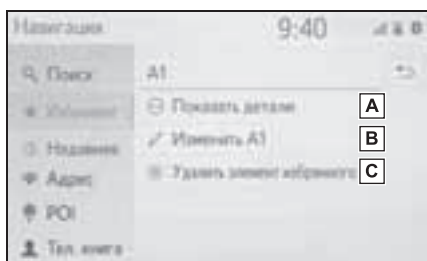 Навигация 9:40
Поиск
A1
Показать детали A
Избранное
Изменить A1 B
Недавние
Удалить элемент избранного C
Адрес
POI
Тел. книга